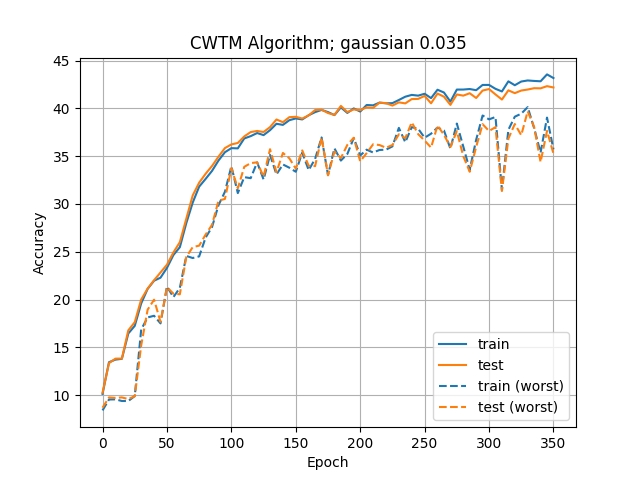 CWTM Algorithm; gaussian 0.035
45
40
35
30
25
20
15
10
Accuracy
train
test
train (worst)
test (worst)
0 50 100 150 200 250 300 350
Epoch